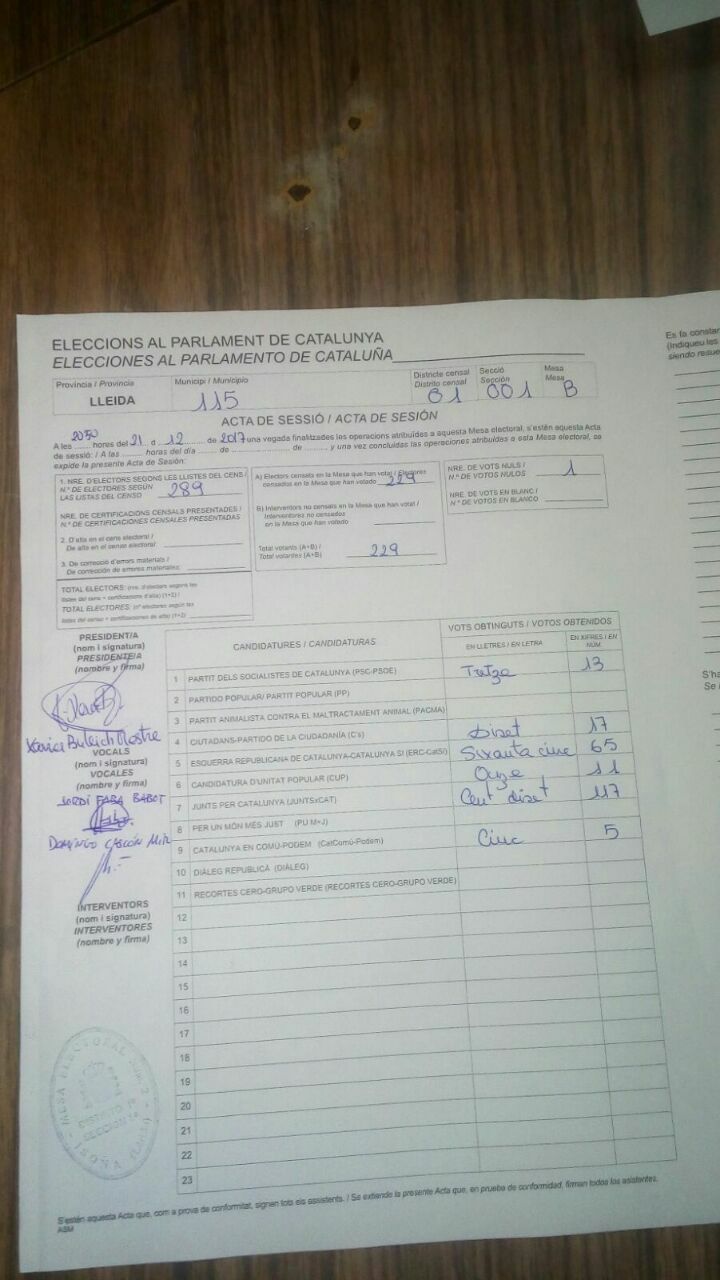 ELECCIONS AL PARLAMENT DE CATALUNYA
ELECCIONES AL PARLAMENTO DE CATALUÑA
Província / Provincia
LLEIDA
Municipi / Municipio
115
Districte censal
Distrito censal
01
Secció
Sección
001
Mesa
Mesa
B
ACTA DE SESSIÓ / ACTA DE SESIÓN
A les 2030 hores del 21 d 12 de 2017 una vegada finalitzades les operacions atribuïdes a aquesta Mesa electoral, s'estén aquesta Acta
de sessió: / A las horas del día de de y una vez concluidas las operaciones atribuidas a esta Mesa electoral, se
expide la presente Acta de Sesión:
1. NRE. D'ELECTORS SEGONS LES LLISTES DEL CENS /
N.º DE ELECTORES SEGÚN
LAS LISTAS DEL CENSO 289
NRE. DE CERTIFICACIONS CENSALS PRESENTADES /
N.º DE CERTIFICACIONES CENSALES PRESENTADAS
2. D'alta en el cens electoral /
De alta en el censo electoral
3. De correcció d'errors materials /
De corrección de errores materiales:
TOTAL ELECTORS: (nre. d'electors segons les
llistes del cens + certificacions d'alta) (1+2) /
TOTAL ELECTORES: (nº electores según las
listas del censo + certificaciones de alta) (1+2)
A) Electors censats en la Mesa que han votat / Electores
censados en la Mesa que han votado 229
B) Interventors no censats en la Mesa que han votat /
Interventores no censados
en la Mesa que han votado
Total votants (A+B) /
Total votantes (A+B) 229
NRE. DE VOTS NULS /
N.º DE VOTOS NULOS 1
NRE. DE VOTS EN BLANC /
N.º DE VOTOS EN BLANCO
PRESIDENT/A
(nom i signatura)
PRESIDENTE/A
(nombre y firma)
VOCALS
(nom i signatura)
VOCALES
(nombre y firma)
JORDI FABA BABOT
INTERVENTORS
(nom i signatura)
INTERVENTORES
(nombre y firma)
CANDIDATURES / CANDIDATURAS
VOTS OBTINGUTS / VOTOS OBTENIDOS
EN LLETRES / EN LETRA
EN XIFRES / EN NÚM
1 PARTIT DELS SOCIALISTES DE CATALUNYA (PSC-PSOE) Tretze 13
2 PARTIDO POPULAR/ PARTIT POPULAR (PP)
3 PARTIT ANIMALISTA CONTRA EL MALTRACTAMENT ANIMAL (PACMA)
4 CIUTADANS-PARTIDO DE LA CIUDADANÍA (C's) Disset 17
5 ESQUERRA REPUBLICANA DE CATALUNYA-CATALUNYA SÍ (ERC-CatSí) Sixanta cinc 65
6 CANDIDATURA D'UNITAT POPULAR (CUP) Onze 11
7 JUNTS PER CATALUNYA (JUNTSxCAT) Cent diset 117
8 PER UN MÓN MÉS JUST (PU M+J)
9 CATALUNYA EN COMÚ-PODEM (CatComú-Podem) Cinc 5
10 DIÀLEG REPUBLICÀ (DIÀLEG)
11 RECORTES CERO-GRUPO VERDE (RECORTES CERO-GRUPO VERDE)
12
13
14
15
16
17
18
19
20
21
22
23
MESA ELECTORAL
ISONA
S'estén aquesta Acta que, com a prova de conformitat, signen tots els assistents. / Se extiende la presente Acta que, en prueba de conformidad, firman todos los asistentes.
ASM
Es fa constar
(Indiqueu les
siendo resue
S'ha
Se i